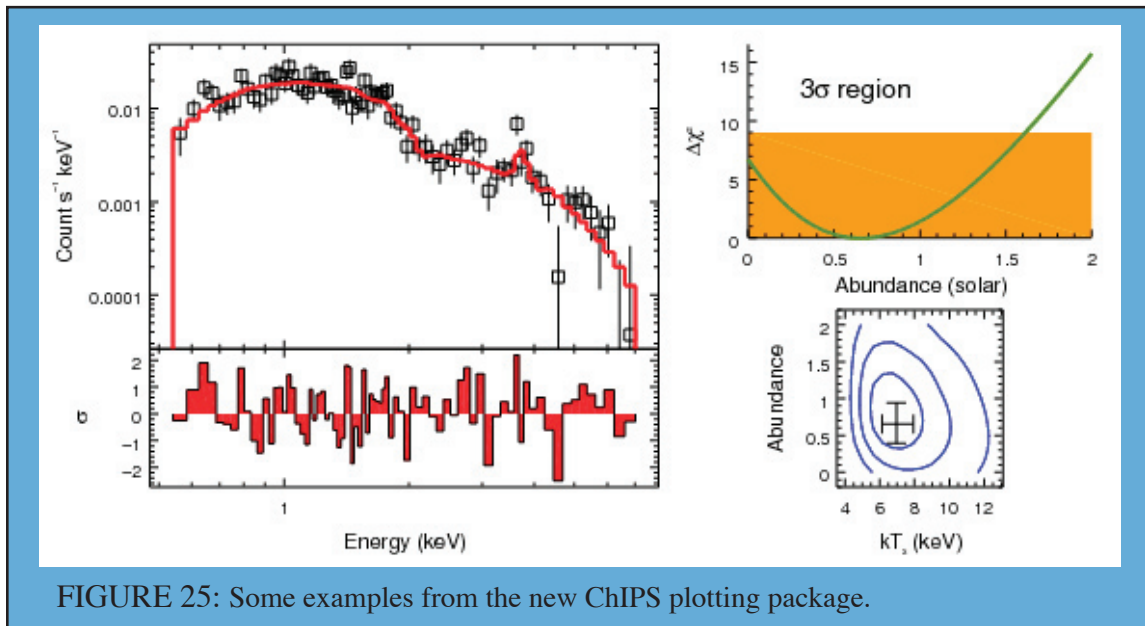 0.01
0.001
0.0001
Count s⁻¹ keV⁻¹
2
1
0
−1
−2
σ
1
Energy (keV)
15
10
5
0
Δχ²
3σ region
0 0.5 1 1.5 2
Abundance (solar)
2
1.5
1
0.5
0
Abundance
4 6 8 10 12
kT (keV)
FIGURE 25: Some examples from the new ChIPS plotting package.